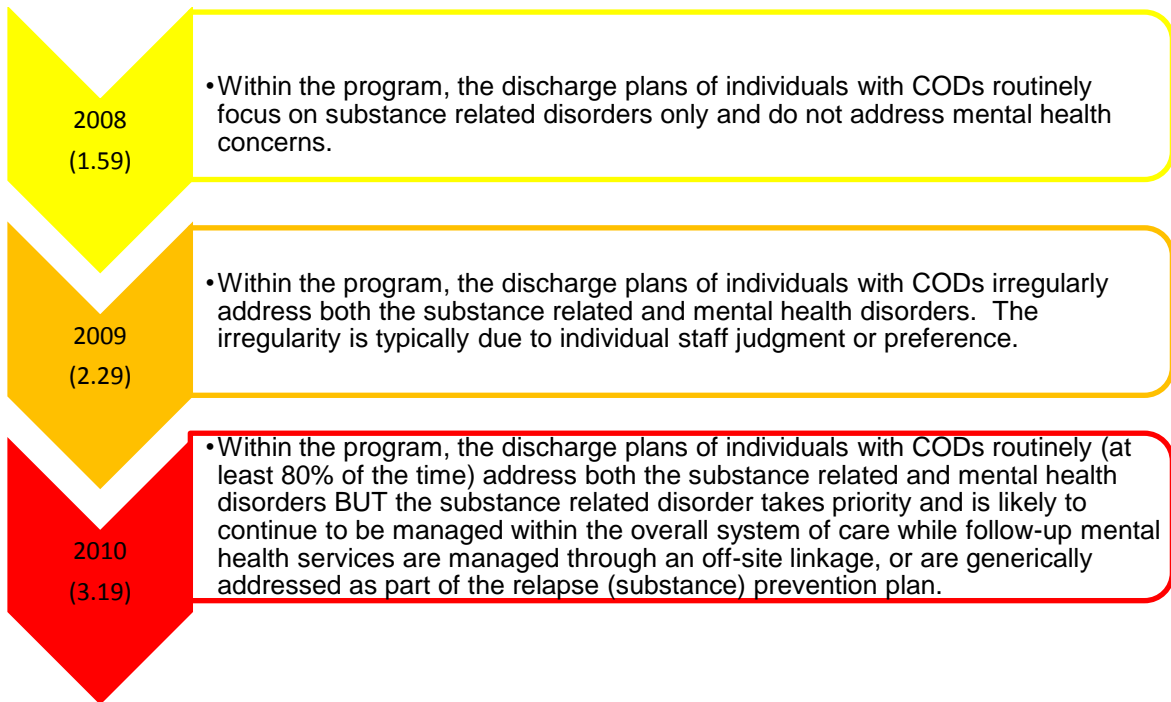 2008
(1.59)
•Within the program, the discharge plans of individuals with CODs routinely
focus on substance related disorders only and do not address mental health
concerns.
2009
(2.29)
•Within the program, the discharge plans of individuals with CODs irregularly
address both the substance related and mental health disorders.  The
irregularity is typically due to individual staff judgment or preference.
2010
(3.19)
•Within the program, the discharge plans of individuals with CODs routinely (at
least 80% of the time) address both the substance related and mental health
disorders BUT the substance related disorder takes priority and is likely to
continue to be managed within the overall system of care while follow-up mental
health services are managed through an off-site linkage, or are generically
addressed as part of the relapse (substance) prevention plan.